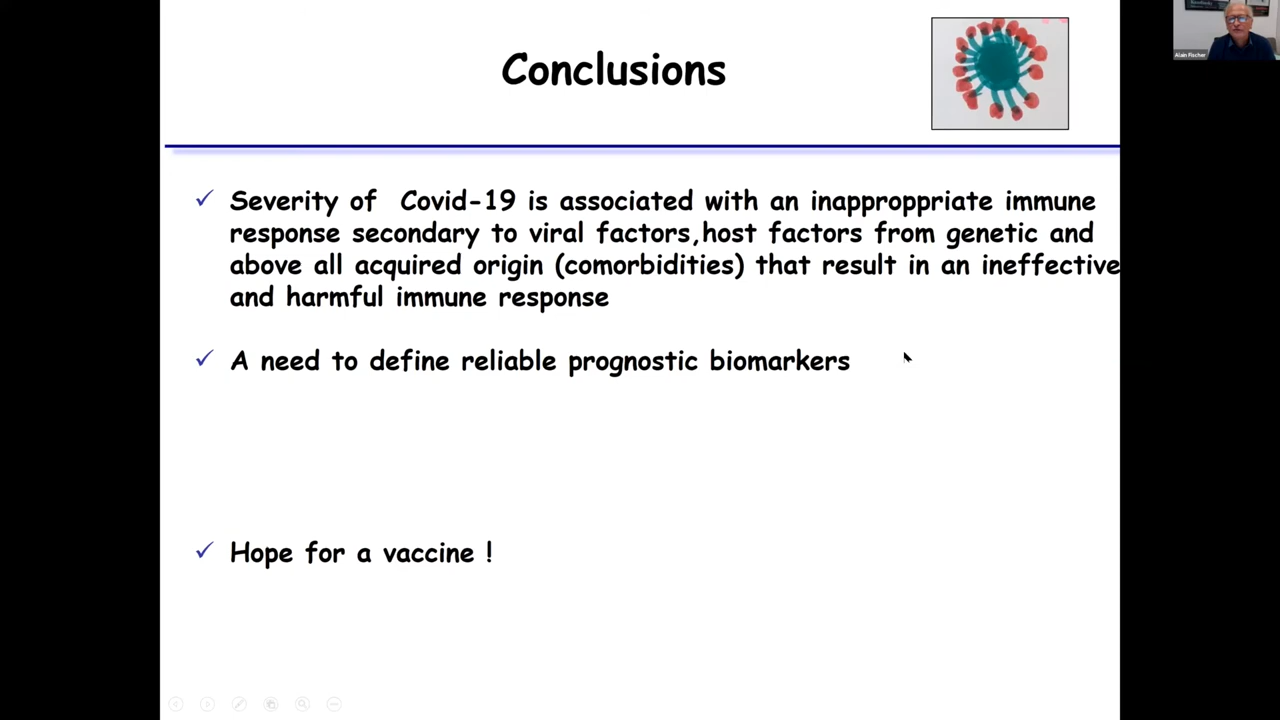 Conclusions
Alain Fischer
✓ Severity of Covid-19 is associated with an inapproppriate immune
response secondary to viral factors,host factors from genetic and
above all acquired origin (comorbidities) that result in an ineffective
and harmful immune response
✓ A need to define reliable prognostic biomarkers
✓ Hope for a vaccine !